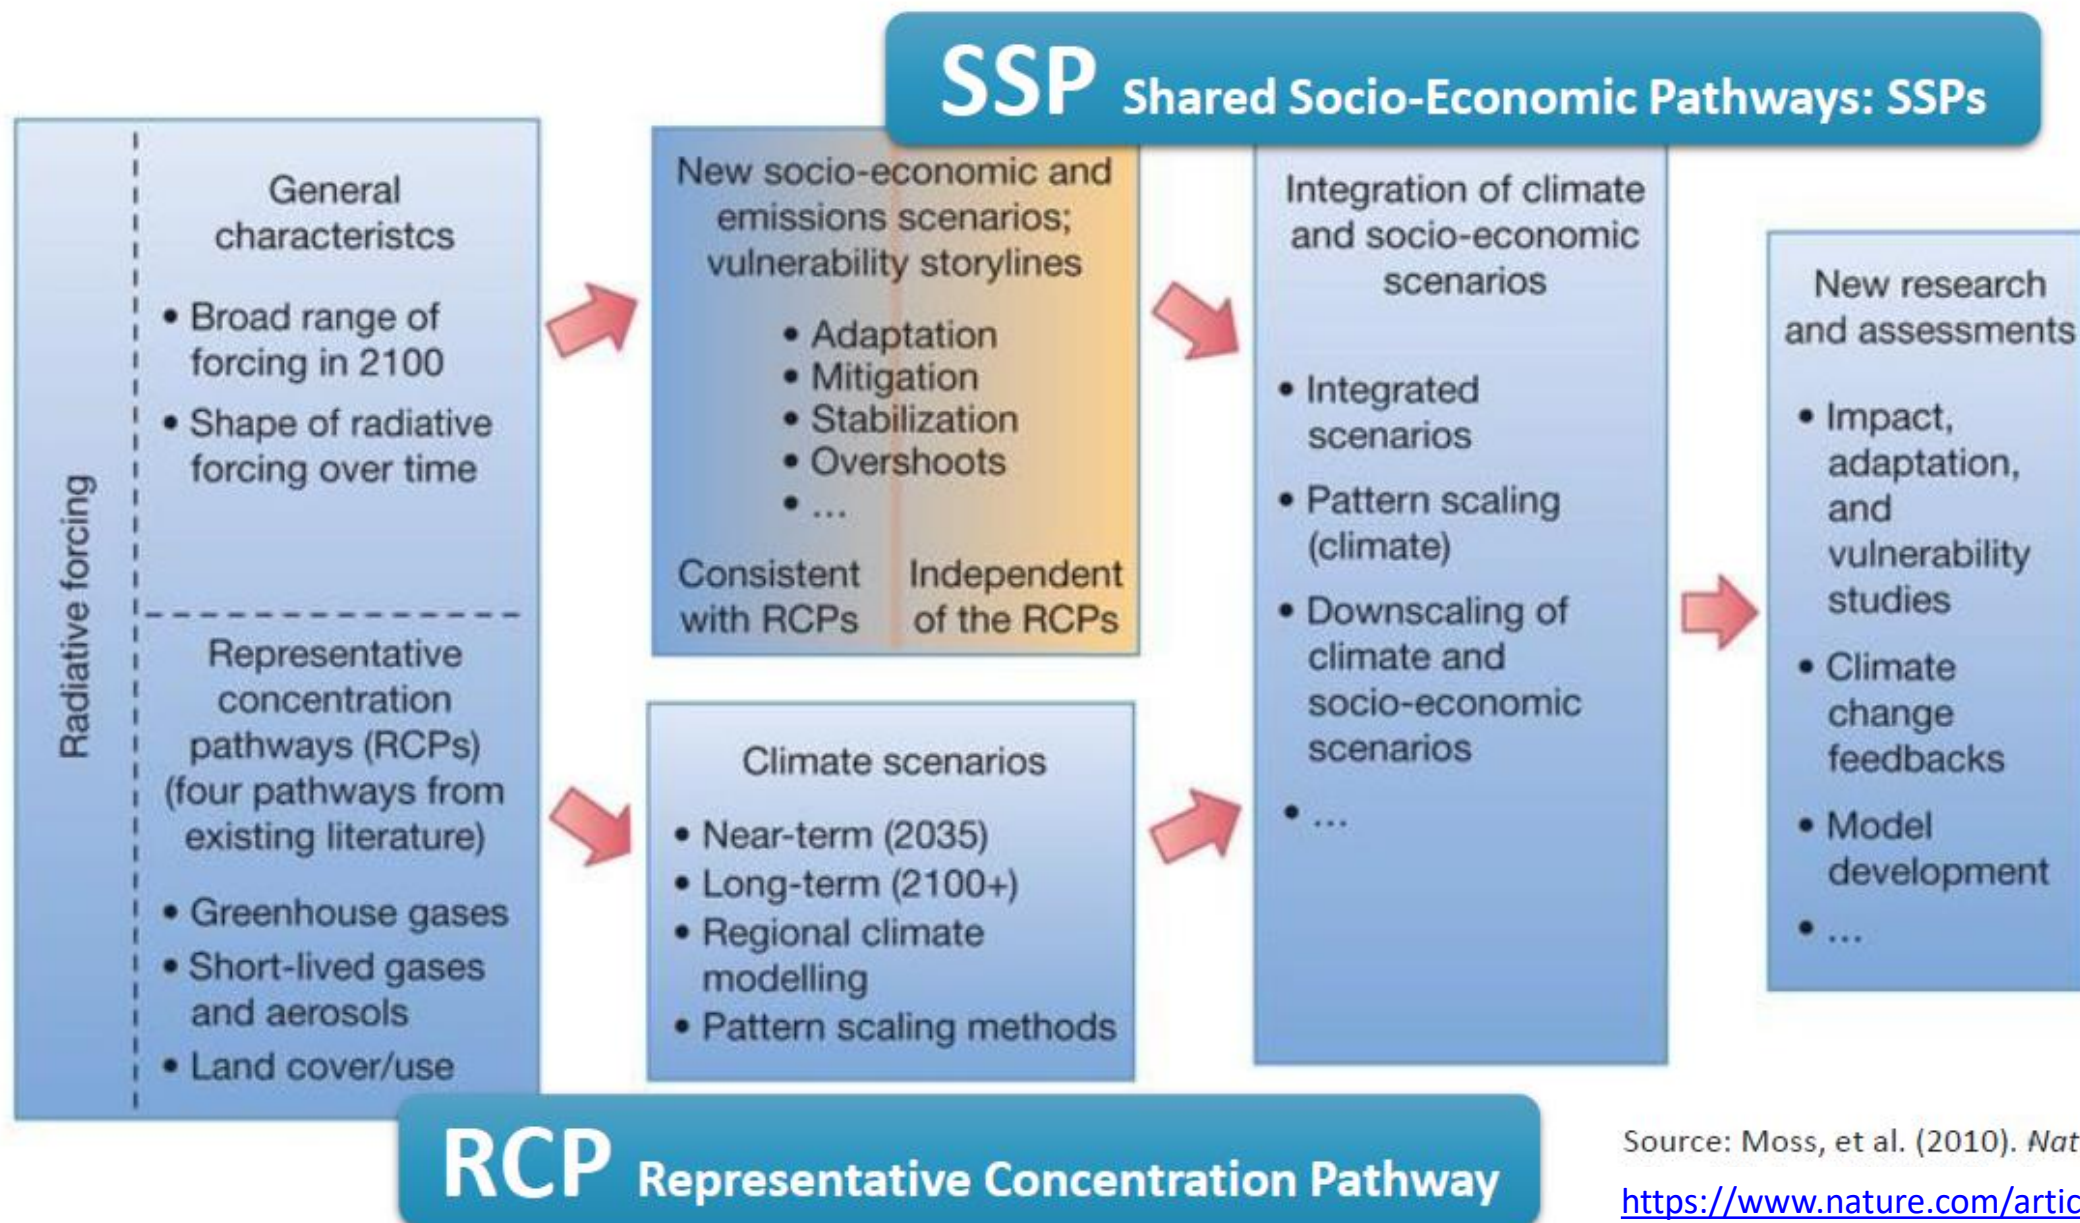 SSP Shared Socio-Economic Pathways: SSPs
Radiative forcing
General
characteristcs
• Broad range of
forcing in 2100
• Shape of radiative
forcing over time
Representative
concentration
pathways (RCPs)
(four pathways from
existing literature)
• Greenhouse gases
• Short-lived gases
and aerosols
• Land cover/use
New socio-economic and
emissions scenarios;
vulnerability storylines
• Adaptation
• Mitigation
• Stabilization
• Overshoots
• ...
Consistent
with RCPs
Independent
of the RCPs
Climate scenarios
• Near-term (2035)
• Long-term (2100+)
• Regional climate
modelling
• Pattern scaling methods
Integration of climate
and socio-economic
scenarios
• Integrated
scenarios
• Pattern scaling
(climate)
• Downscaling of
climate and
socio-economic
scenarios
• ...
New research
and assessments
• Impact,
adaptation,
and
vulnerability
studies
• Climate
change
feedbacks
• Model
development
• ...
RCP Representative Concentration Pathway
Source: Moss, et al. (2010). Nat
https://www.nature.com/artic